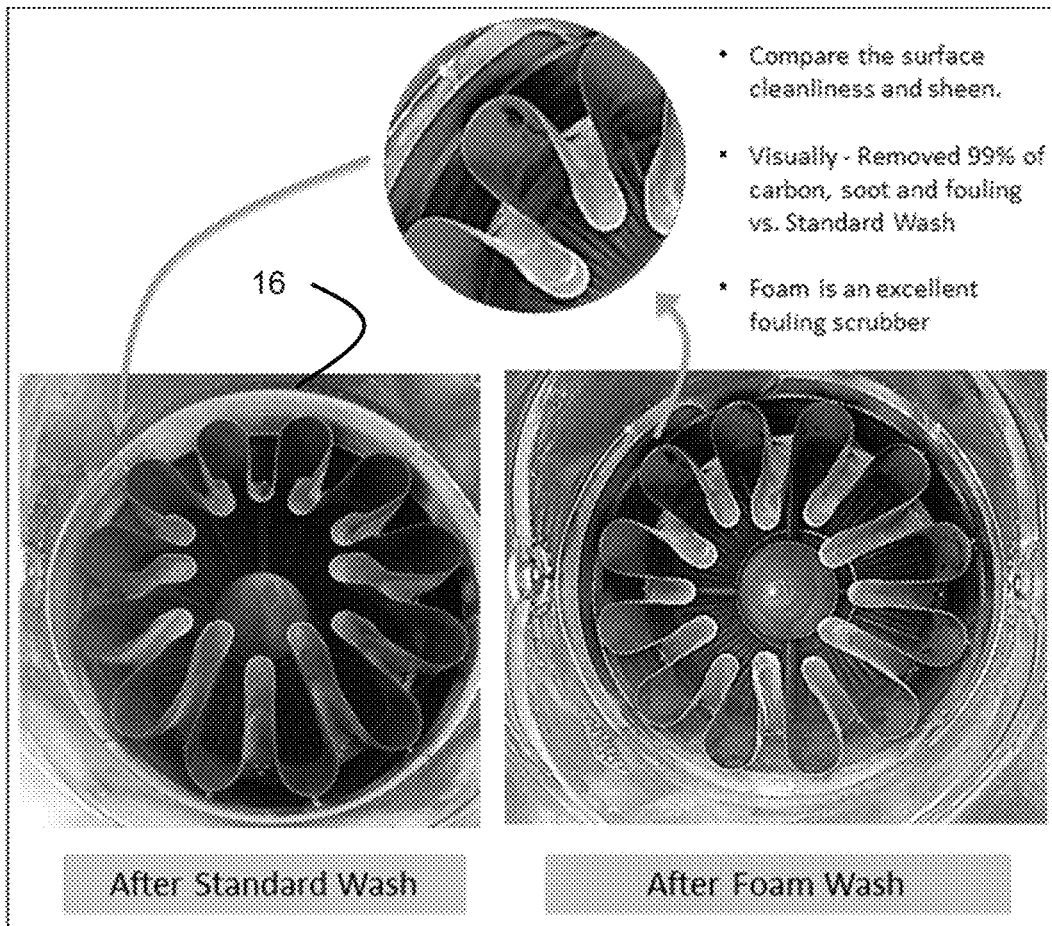 Compare the surface
cleanliness and sheen.
Visually - Removed 99% of
carbon, soot and fouling
vs. Standard Wash
Foam is an excellent
fouling scrubber
16
After Standard Wash
After Foam Wash